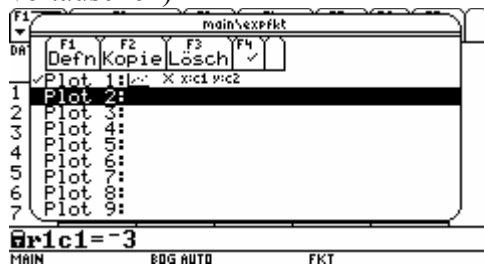 main\expfkt
F1 F2 F3 F4
Defn Kopie Lösch ✓
✓Plot 1: x:c1 y:c2
1 Plot 2:
2 Plot 3:
3 Plot 4:
4 Plot 5:
5 Plot 6:
6 Plot 7:
Plot 8:
7 Plot 9:
r1c1=-3
MAIN BOG AUTO FKT